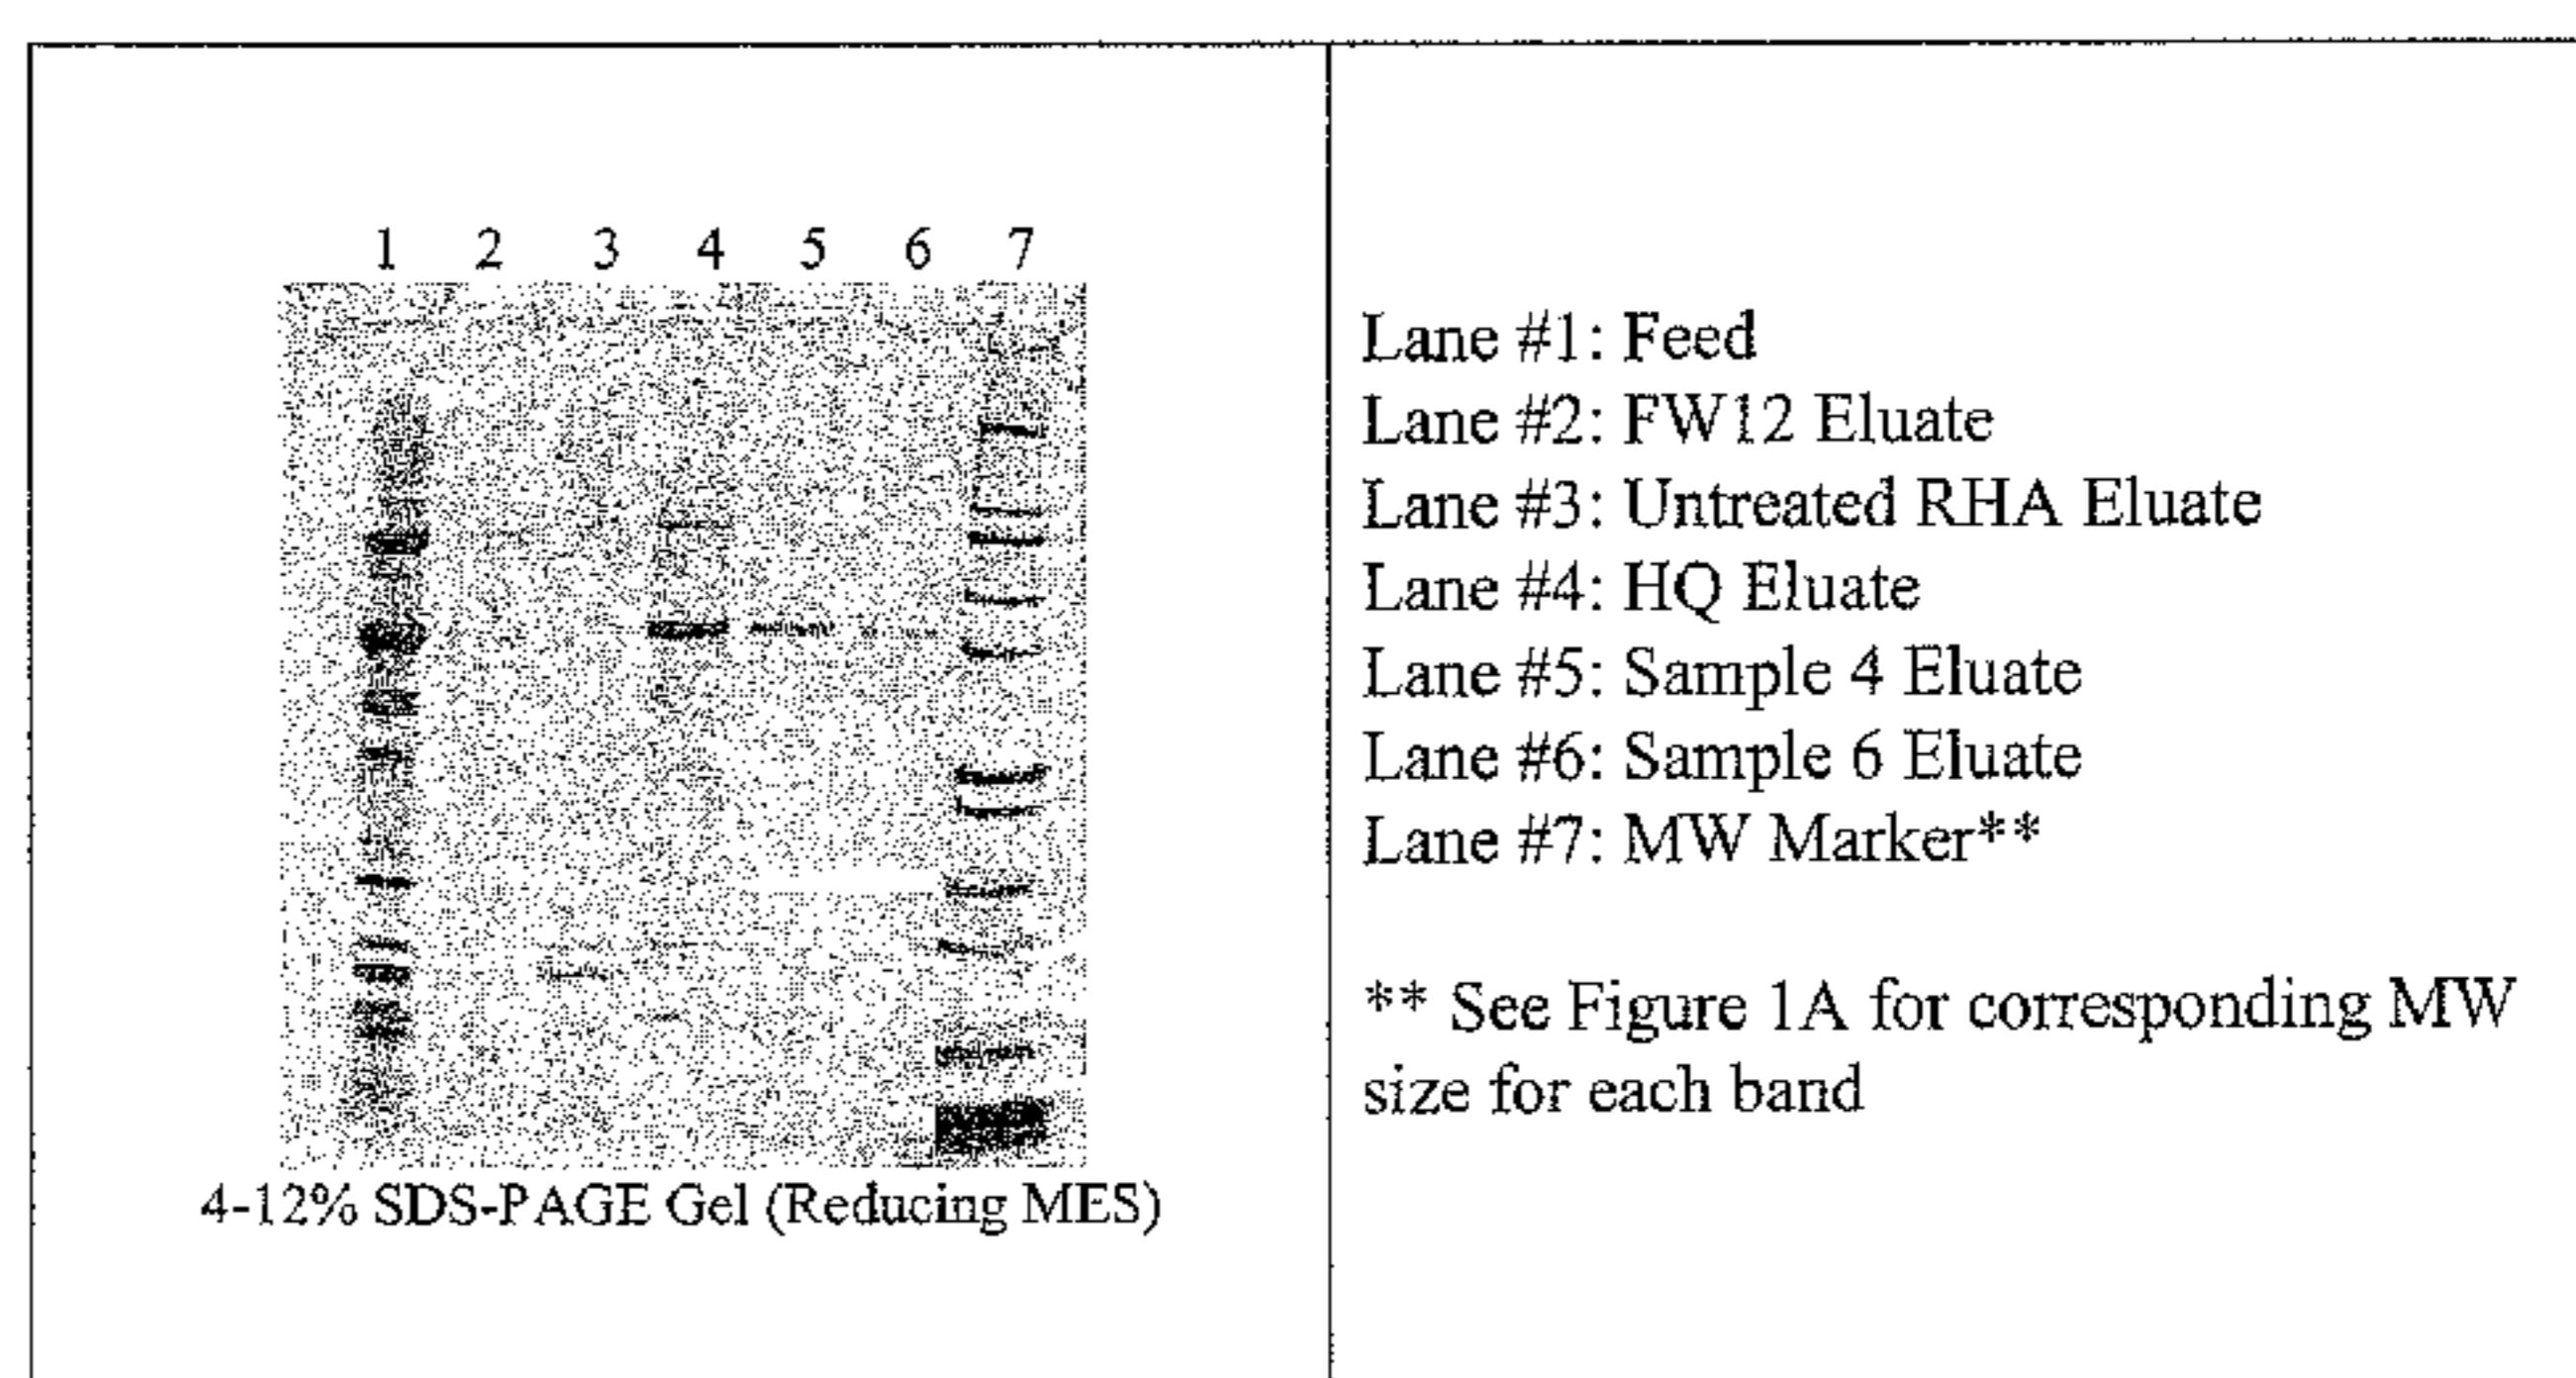 1 2 3 4 5 6 7
4-12% SDS-PAGE Gel (Reducing MES)
Lane #1: Feed
Lane #2: FW12 Eluate
Lane #3: Untreated RHA Eluate
Lane #4: HQ Eluate
Lane #5: Sample 4 Eluate
Lane #6: Sample 6 Eluate
Lane #7: MW Marker**
** See Figure 1A for corresponding MW
size for each band